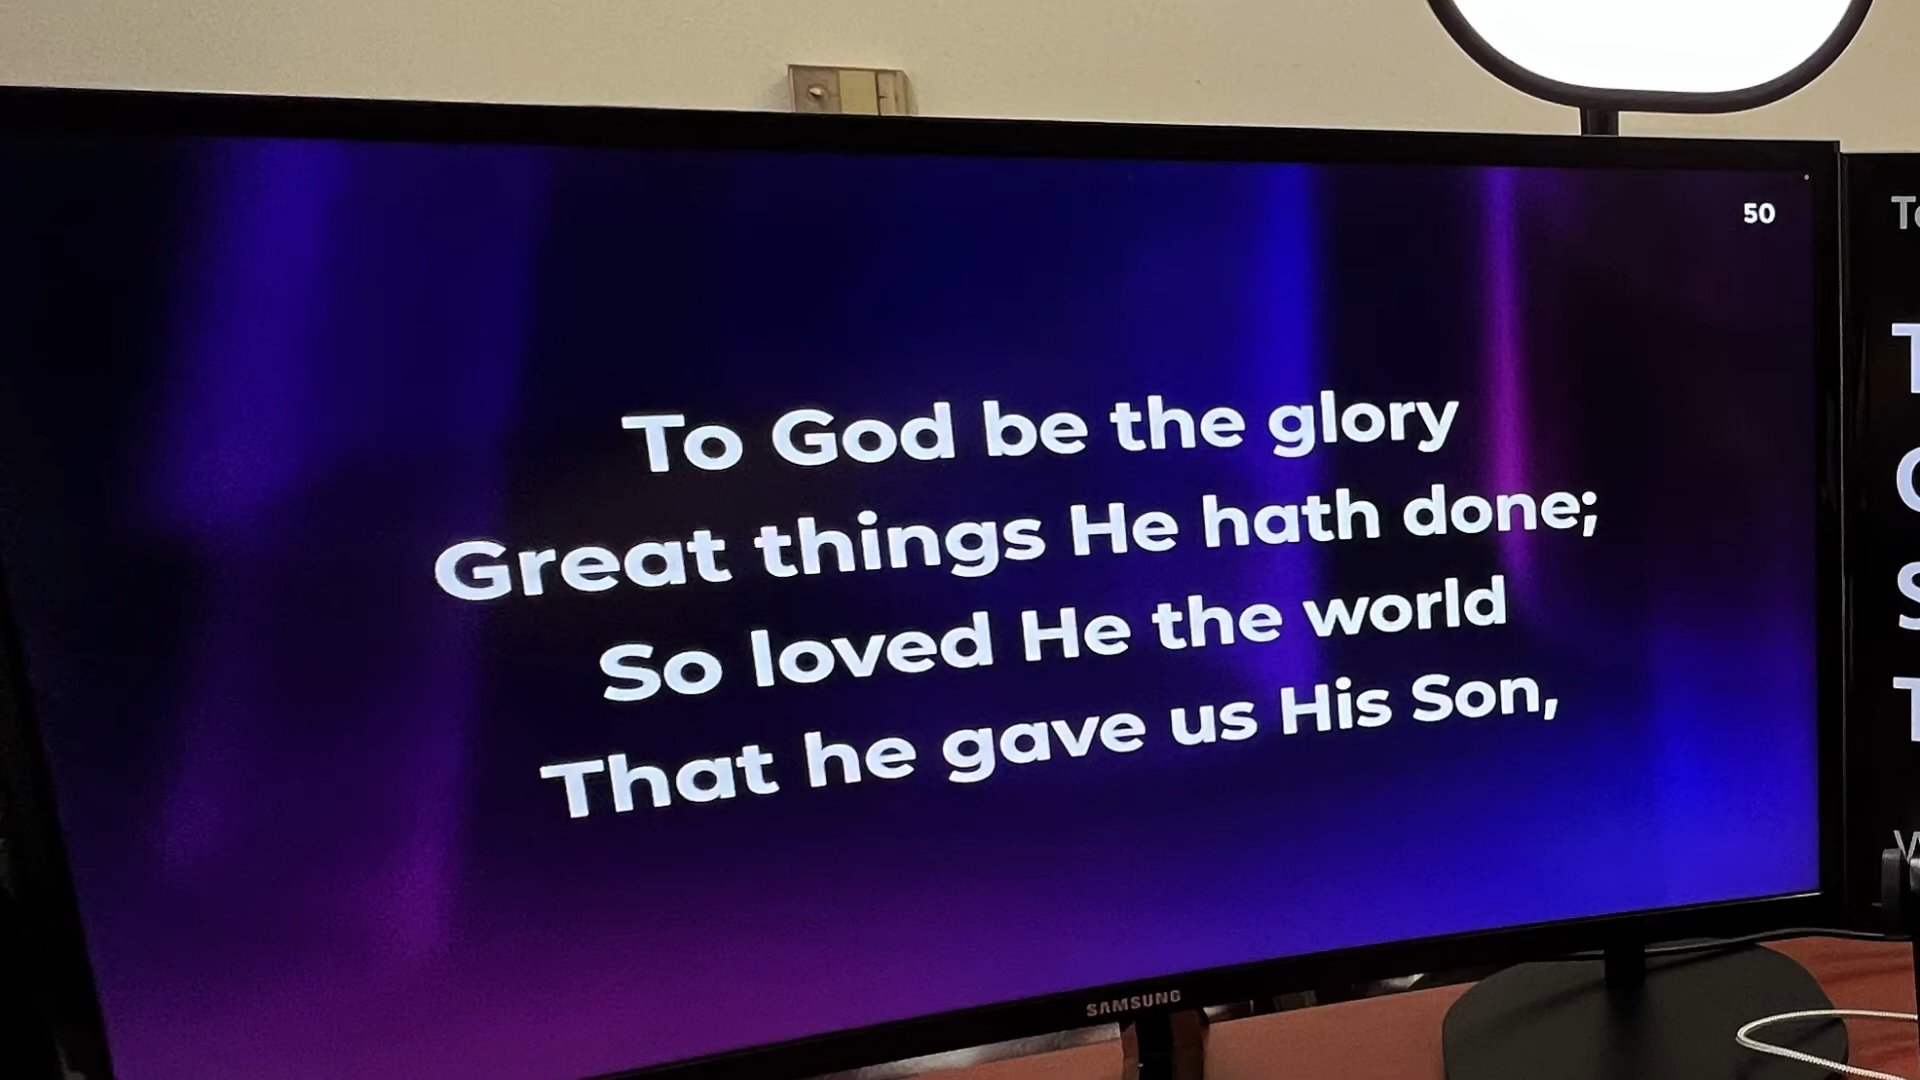 50
To God be the glory
Great things He hath done;
So loved He the world
That he gave us His Son,
SAMSUNG